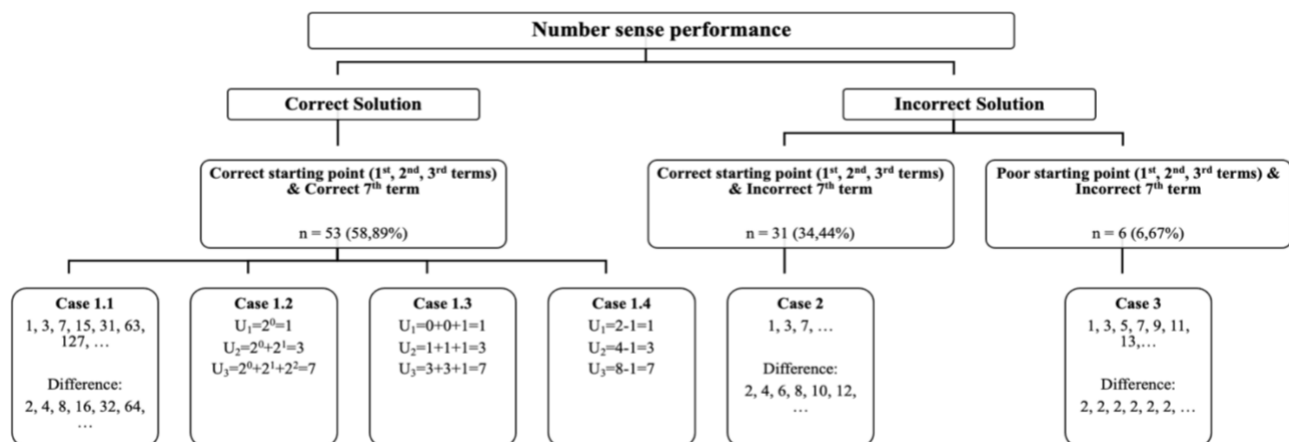 Number sense performance
Correct Solution
Incorrect Solution
Correct starting point (1st, 2nd, 3rd terms)
& Correct 7th term
n = 53 (58,89%)
Correct starting point (1st, 2nd, 3rd terms)
& Incorrect 7th term
n = 31 (34,44%)
Poor starting point (1st, 2nd, 3rd terms) &
Incorrect 7th term
n = 6 (6,67%)
Case 1.1
1, 3, 7, 15, 31, 63,
127, …
Difference:
2, 4, 8, 16, 32, 64,
…
Case 1.2
U₁=2⁰=1
U₂=2⁰+2¹=3
U₃=2⁰+2¹+2²=7
Case 1.3
U₁=0+0+1=1
U₂=1+1+1=3
U₃=3+3+1=7
Case 1.4
U₁=2-1=1
U₂=4-1=3
U₃=8-1=7
Case 2
1, 3, 7, …
Difference:
2, 4, 6, 8, 10, 12,
…
Case 3
1, 3, 5, 7, 9, 11,
13,…
Difference:
2, 2, 2, 2, 2, 2, …